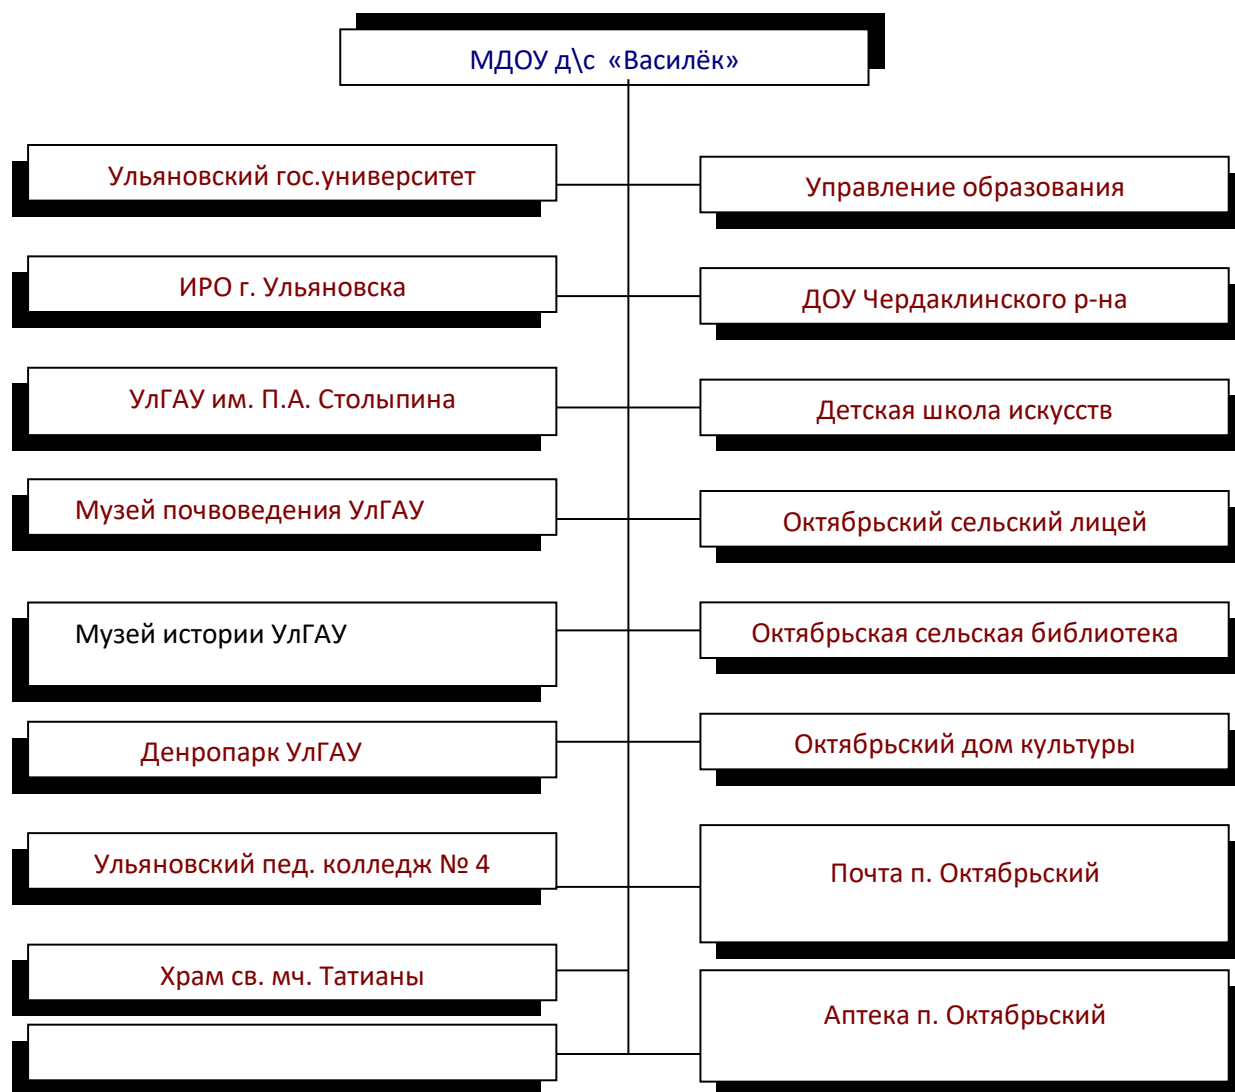 МДОУ д\с «Василёк»
Ульяновский гос.университет
Управление образования
ИРО г. Ульяновска
ДОУ Чердаклинского р-на
УлГАУ им. П.А. Столыпина
Детская школа искусств
Музей почвоведения УлГАУ
Октябрьский сельский лицей
Музей истории УлГАУ
Октябрьская сельская библиотека
Денропарк УлГАУ
Октябрьский дом культуры
Ульяновский пед. колледж № 4
Почта п. Октябрьский
Храм св. мч. Татианы
Аптека п. Октябрьский